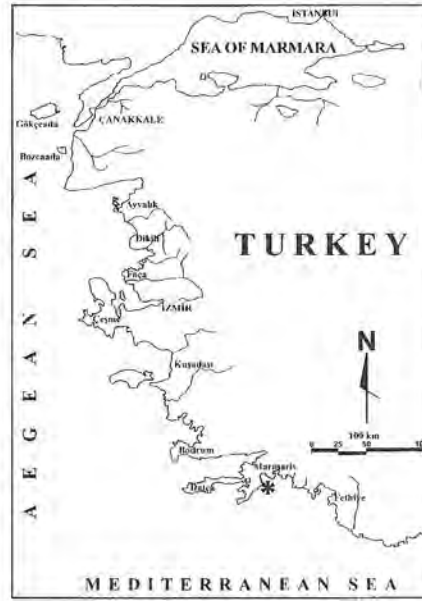 İSTANBUL
SEA OF MARMARA
Gökçeada
ÇANAKKALE
Bozcaada
Ayvalık
Dikili
TURKEY
Foça
İZMİR
Çeşme
N
Kuşadası
100 km
0 25 50
Bodrum
Marmaris
Datça
*
Fethiye
AEGEAN SEA
MEDITERRANEAN SEA